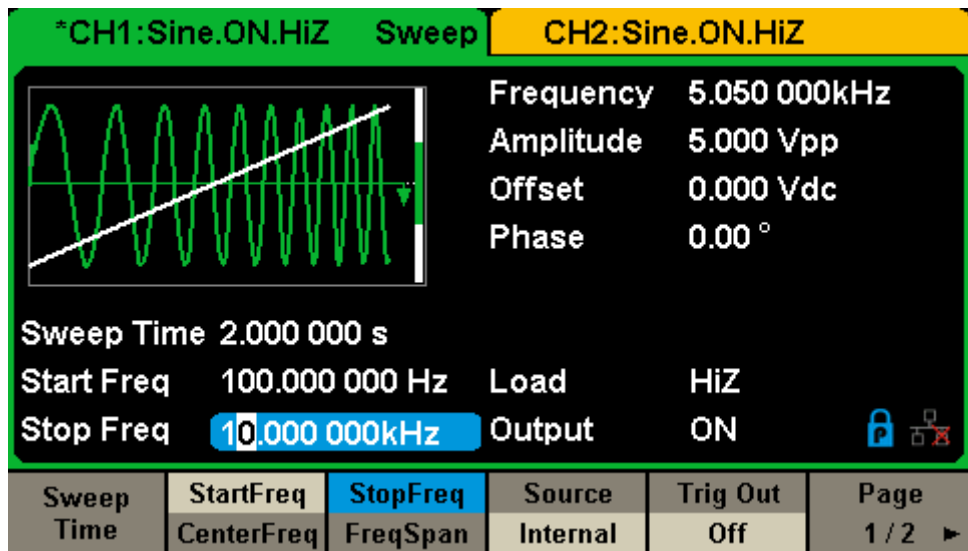 *CH1:Sine.ON.HiZ Sweep CH2:Sine.ON.HiZ
Frequency 5.050 000kHz
Amplitude 5.000 Vpp
Offset 0.000 Vdc
Phase 0.00 °
Sweep Time 2.000 000 s
Start Freq 100.000 000 Hz Load HiZ
Stop Freq 10.000 000kHz Output ON P
Sweep Time StartFreq StopFreq Source Trig Out Page
CenterFreq FreqSpan Internal Off 1 / 2 ►